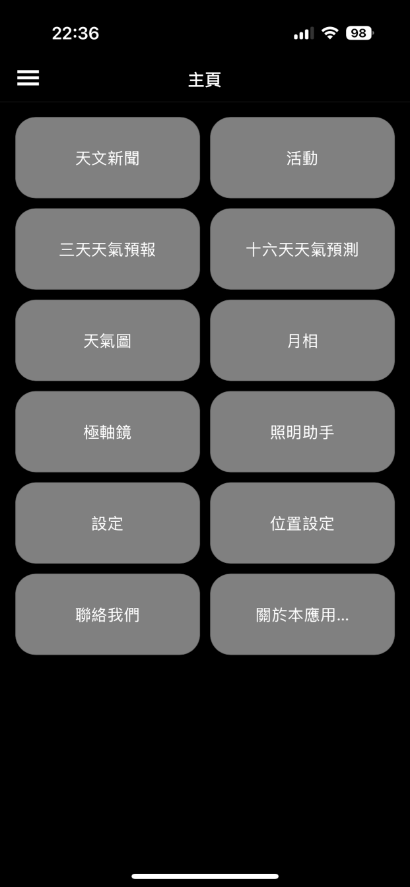 22:36
98
主頁
天文新聞
活動
三天天氣預報
十六天天氣預測
天氣圖
月相
極軸鏡
照明助手
設定
位置設定
聯絡我們
關於本應用...